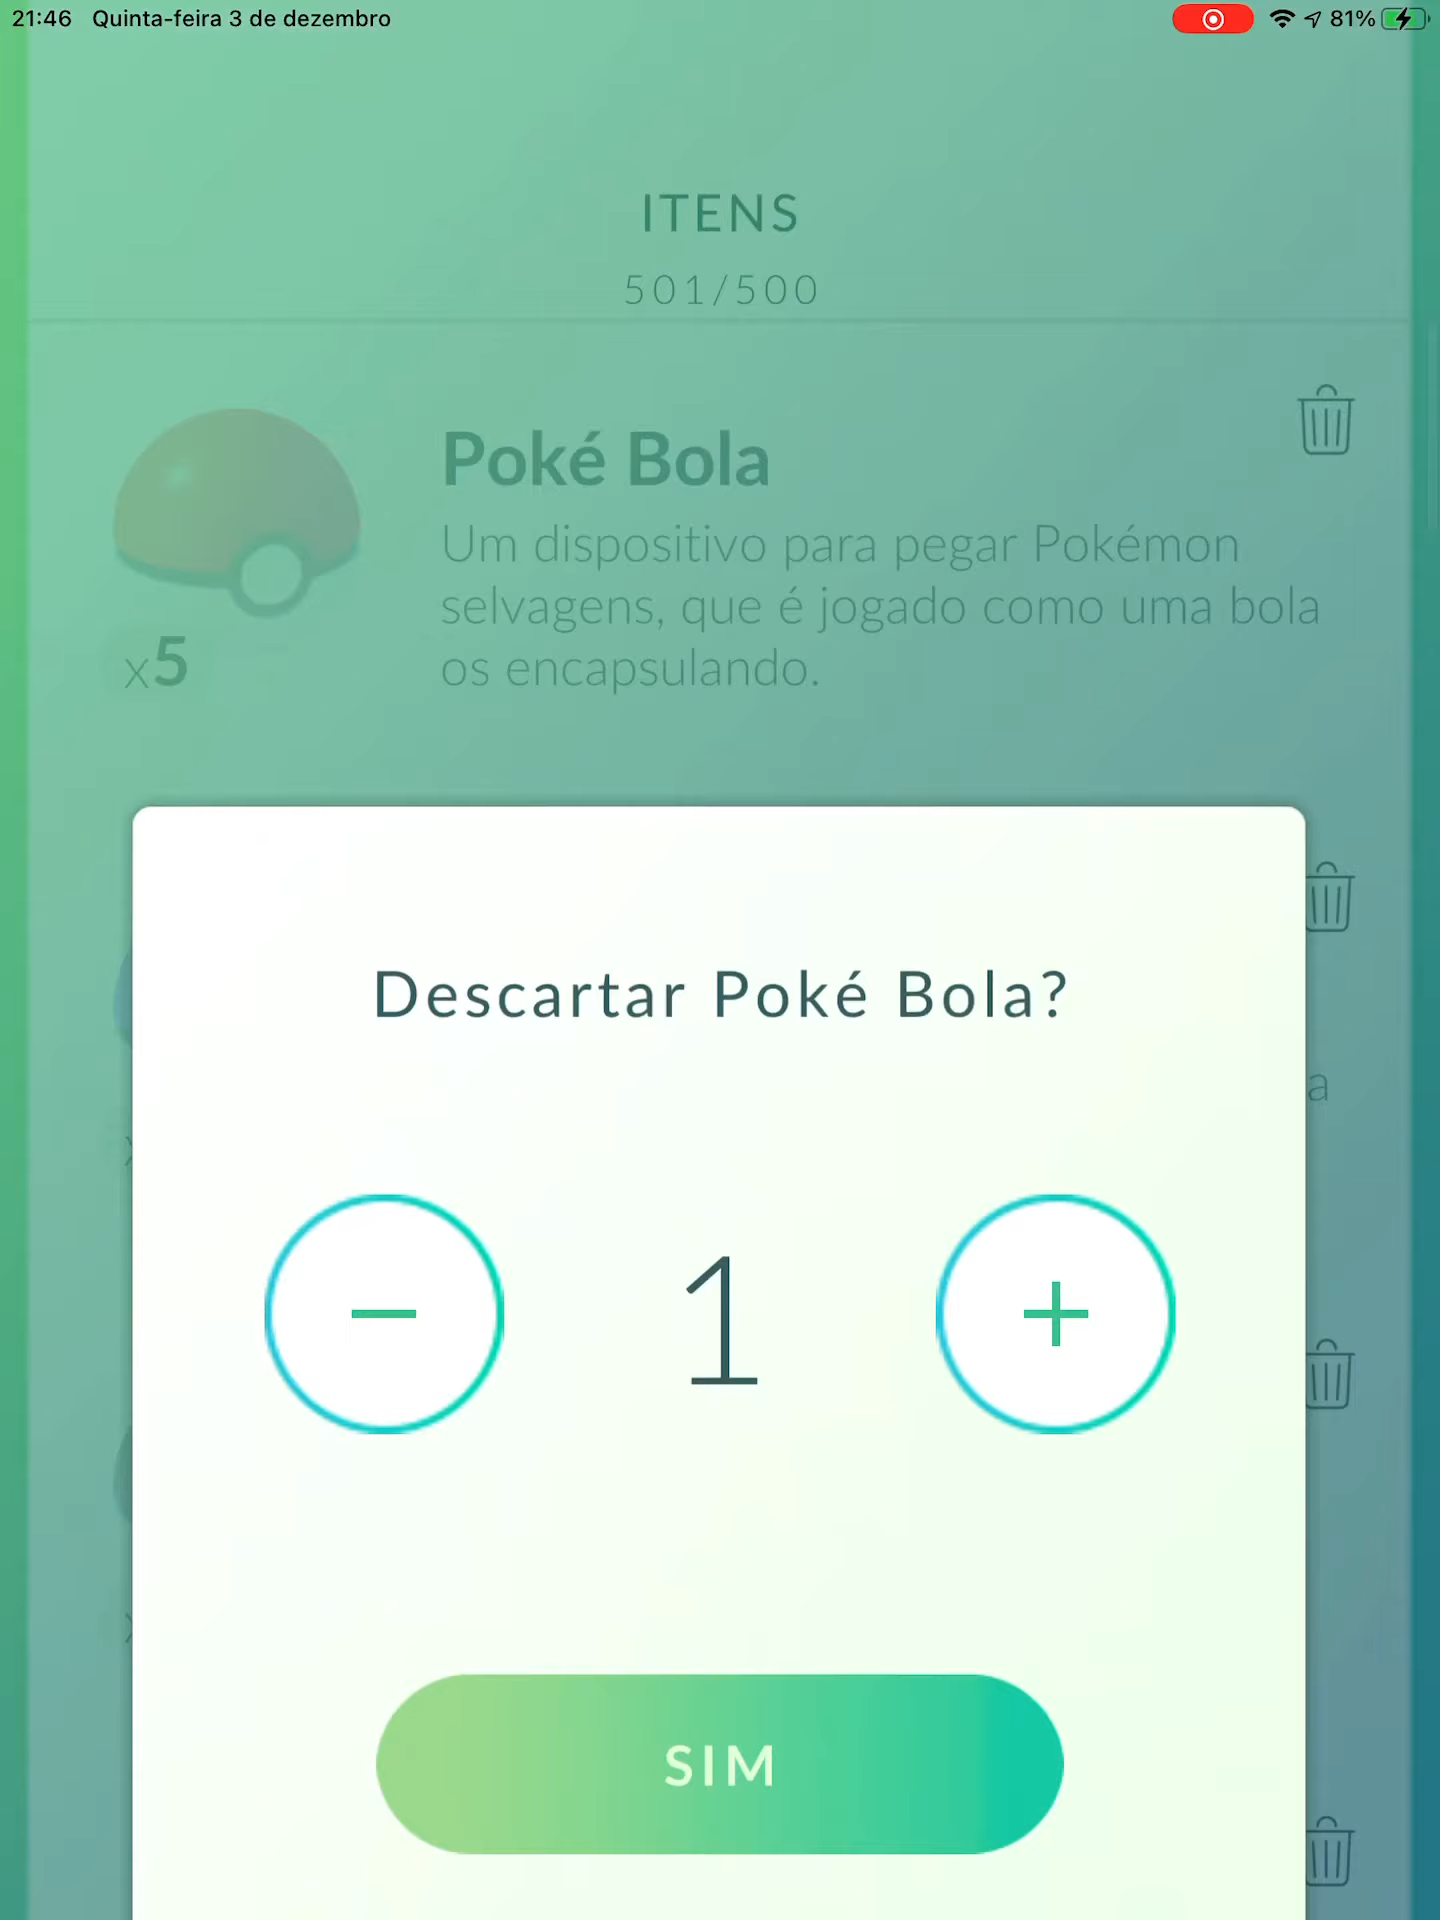 21:46 Quinta-feira 3 de dezembro 81%
ITENS
501/500
Poké Bola
Um dispositivo para pegar Pokémon
selvagens, que é jogado como uma bola
os encapsulando.
x5
Descartar Poké Bola?
a
1
SIM